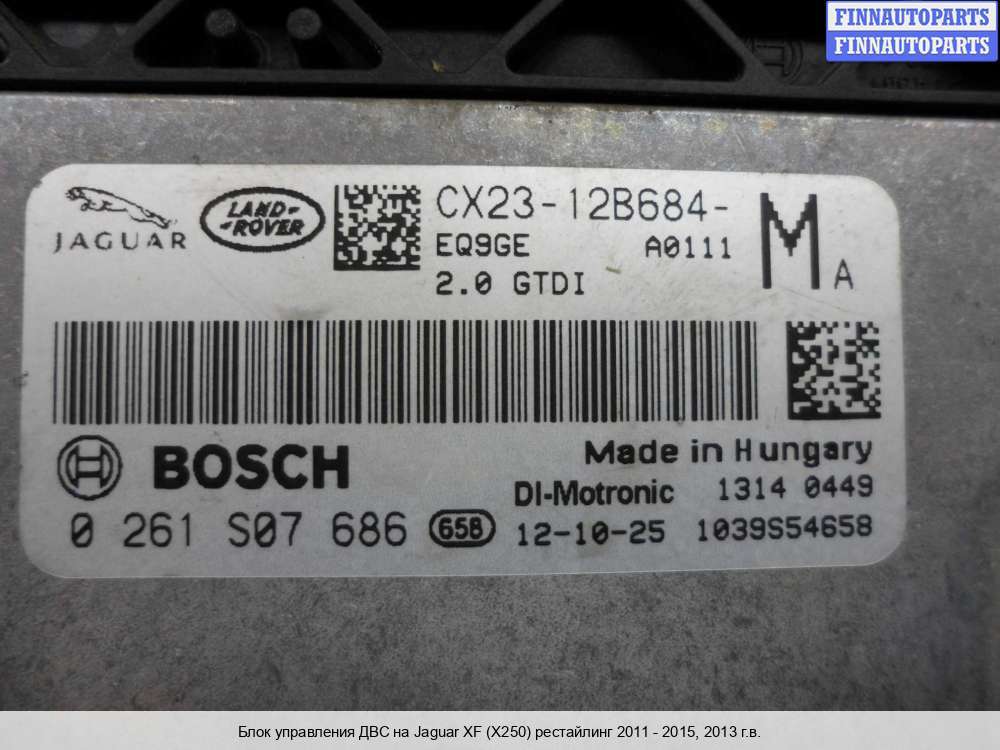 FINNAUTOPARTS
FINNAUTOPARTS
JAGUAR
LAND-
-ROVER
CX23-12B684-
EQ9GE A0111
2.0 GTDI
M A
BOSCH
Made in Hungary
DI-Motronic 1314 0449
0 261 S07 686 658 12-10-25 1039S54658
Блок управления ДВС на Jaguar XF (X250) рестайлинг 2011 - 2015, 2013 г.в.